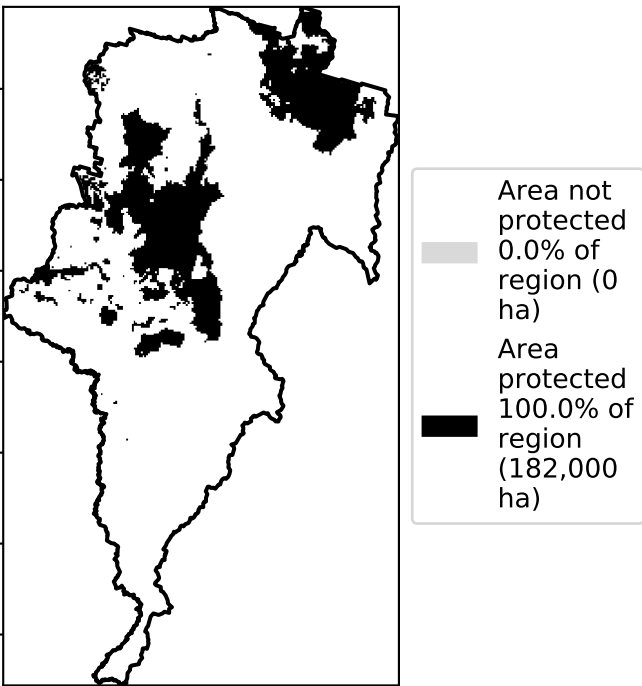 Area not
protected
0.0% of
region (0
ha)
Area
protected
100.0% of
region
(182,000
ha)